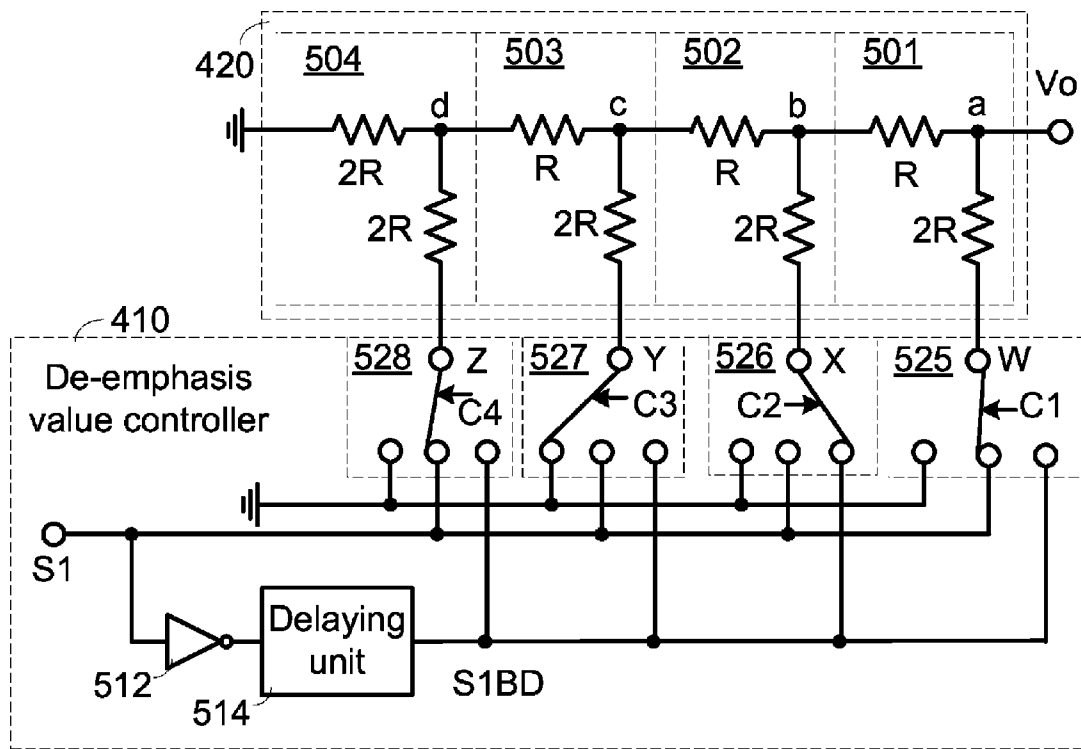 420
504
503
502
501
Vo
d
c
b
a
2R
R
R
R
2R
2R
2R
2R
410
De-emphasis
value controller
528
Z
527
Y
526
X
525
W
C4
C3
C2
C1
S1
Delaying
unit
512
514
S1BD